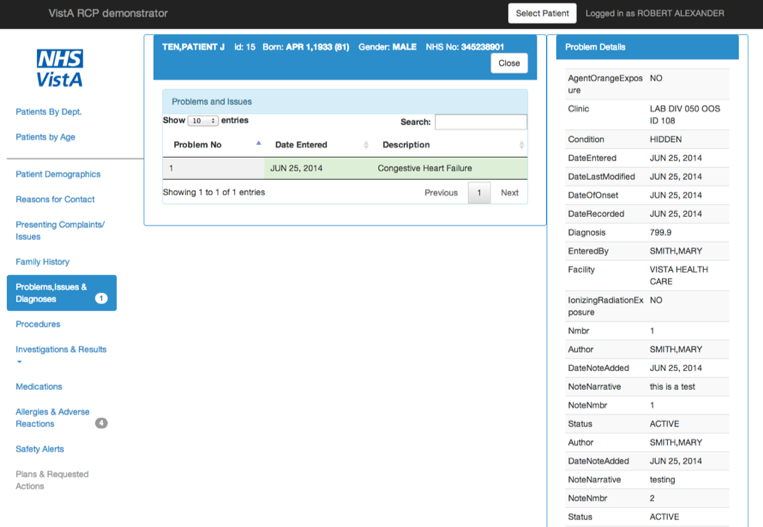 VistA RCP demonstrator
Select Patient
Logged in as ROBERT ALEXANDER
NHS
VistA
Patients By Dept.
Patients by Age
Patient Demographics
Reasons for Contact
Presenting Complaints/
Issues
Family History
Problems,Issues &
Diagnoses 1
Procedures
Investigations & Results
Medications
Allergies & Adverse
Reactions 4
Safety Alerts
Plans & Requested
Actions
TEN,PATIENT J Id: 15 Born: APR 1,1933 (81) Gender: MALE NHS No: 345238901
Close
Problems and Issues
Show 10 entries Search:
Problem No Date Entered Description
1 JUN 25, 2014 Congestive Heart Failure
Showing 1 to 1 of 1 entries Previous 1 Next
Problem Details
AgentOrangeExpos NO
ure
Clinic LAB DIV 050 OOS
ID 108
Condition HIDDEN
DateEntered JUN 25, 2014
DateLastModified JUN 25, 2014
DateOfOnset JUN 25, 2014
DateRecorded JUN 25, 2014
Diagnosis 799.9
EnteredBy SMITH,MARY
Facility VISTA HEALTH
CARE
IonizingRadiationEx NO
posure
Nmbr 1
Author SMITH,MARY
DateNoteAdded JUN 25, 2014
NoteNarrative this is a test
NoteNmbr 1
Status ACTIVE
Author SMITH,MARY
DateNoteAdded JUN 25, 2014
NoteNarrative testing
NoteNmbr 2
Status ACTIVE